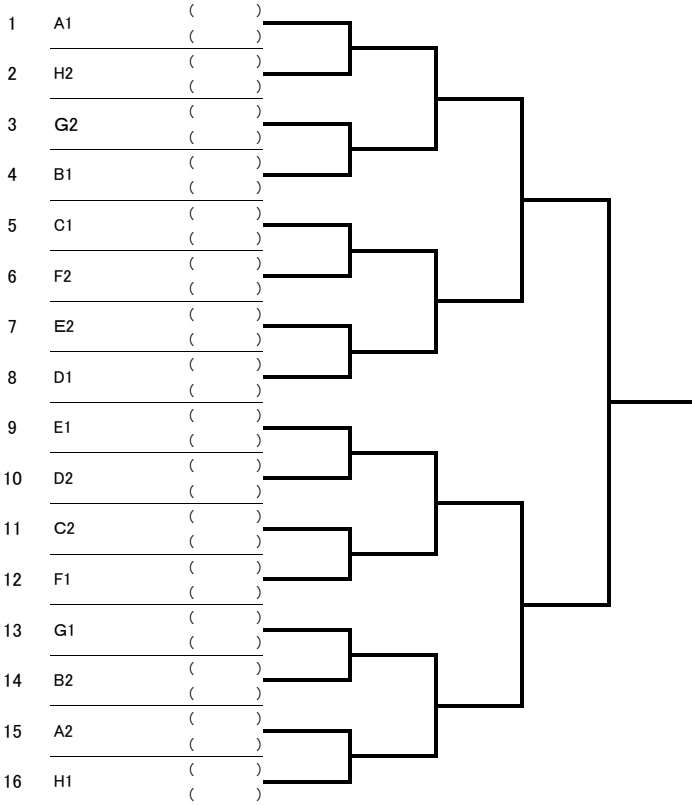 ( )
1 A1
( )
( )
2 H2
( )
( )
3 G2
( )
( )
4 B1
( )
( )
5 C1
( )
( )
6 F2
( )
( )
7 E2
( )
( )
8 D1
( )
( )
9 E1
( )
( )
10 D2
( )
( )
11 C2
( )
( )
12 F1
( )
( )
13 G1
( )
( )
14 B2
( )
( )
15 A2
( )
( )
16 H1
( )